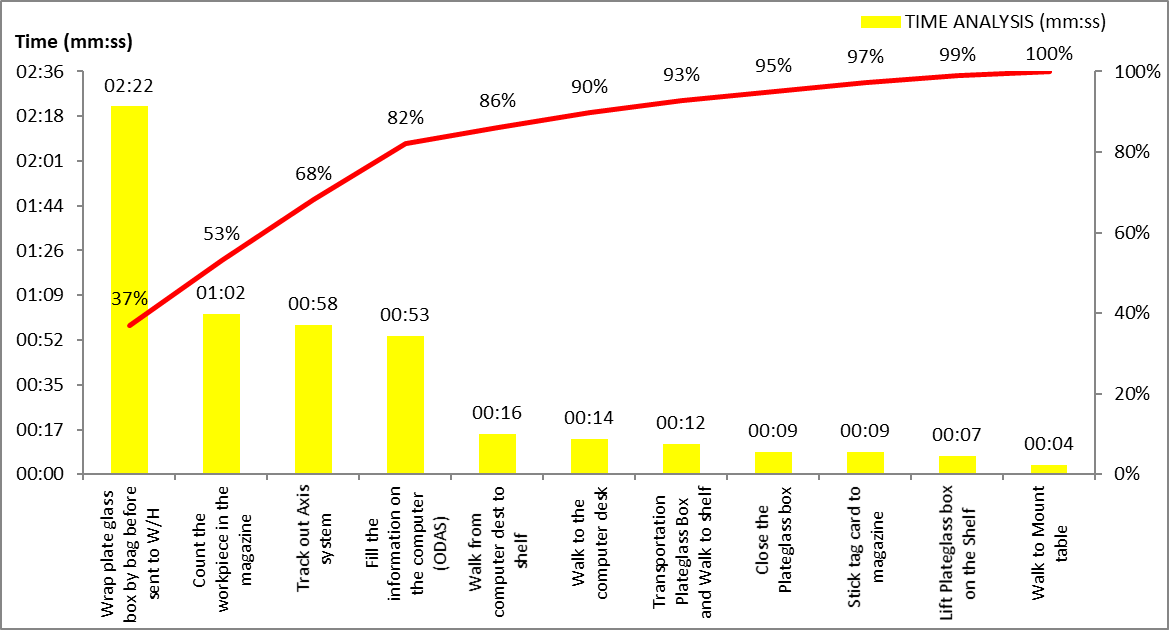 TIME ANALYSIS (mm:ss)
Time (mm:ss)
02:36
02:18
02:01
01:44
01:26
01:09
00:52
00:35
00:17
00:00
02:22
01:02
00:58
00:53
00:16
00:14
00:12
00:09
00:09
00:07
00:04
37%
53%
68%
82%
86%
90%
93%
95%
97%
99%
100%
100%
80%
60%
40%
20%
0%
Wrap plate glass
box by bag before
sent to W/H
Count the
workpiece in the
magazine
Track out Axis
system
Fill the
information on
the computer
(ODAS)
Walk from
computer dest to
shelf
Walk to the
computer desk
Transportation
Plateglass Box
and Walk to shelf
Close the
Plateglass box
Stick tag card to
magazine
Lift Plateglass box
on the Shelf
Walk to Mount
table